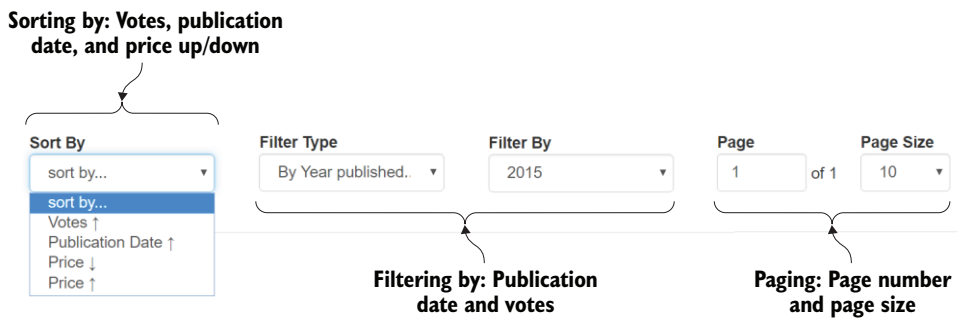 Sorting by: Votes, publication
date, and price up/down
Sort By
Filter Type
Filter By
Page
Page Size
sort by...
By Year published..
2015
1
of 1
10
sort by...
Votes ↑
Publication Date ↑
Price ↓
Price ↑
Filtering by: Publication
date and votes
Paging: Page number
and page size